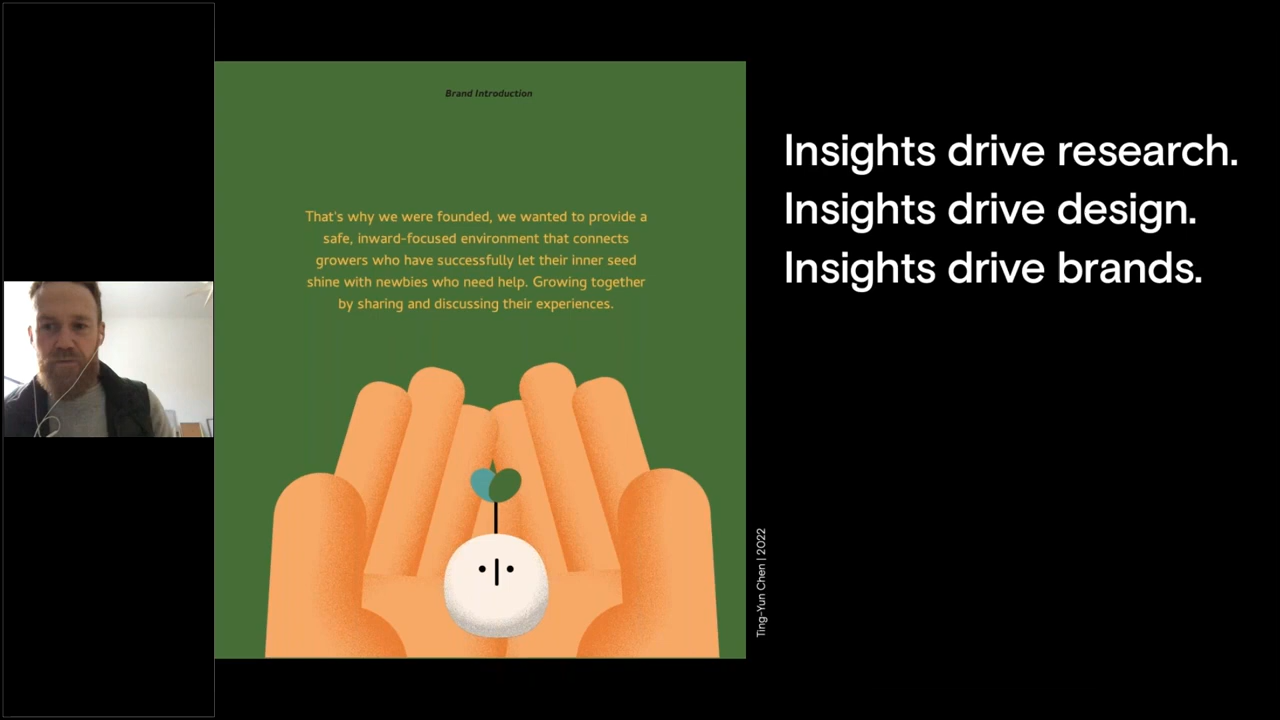 Brand Introduction
That's why we were founded, we wanted to provide a
safe, inward-focused environment that connects
growers who have successfully let their inner seed
shine with newbies who need help. Growing together
by sharing and discussing their experiences.
Ting-Yun Chen | 2022
Insights drive research.
Insights drive design.
Insights drive brands.